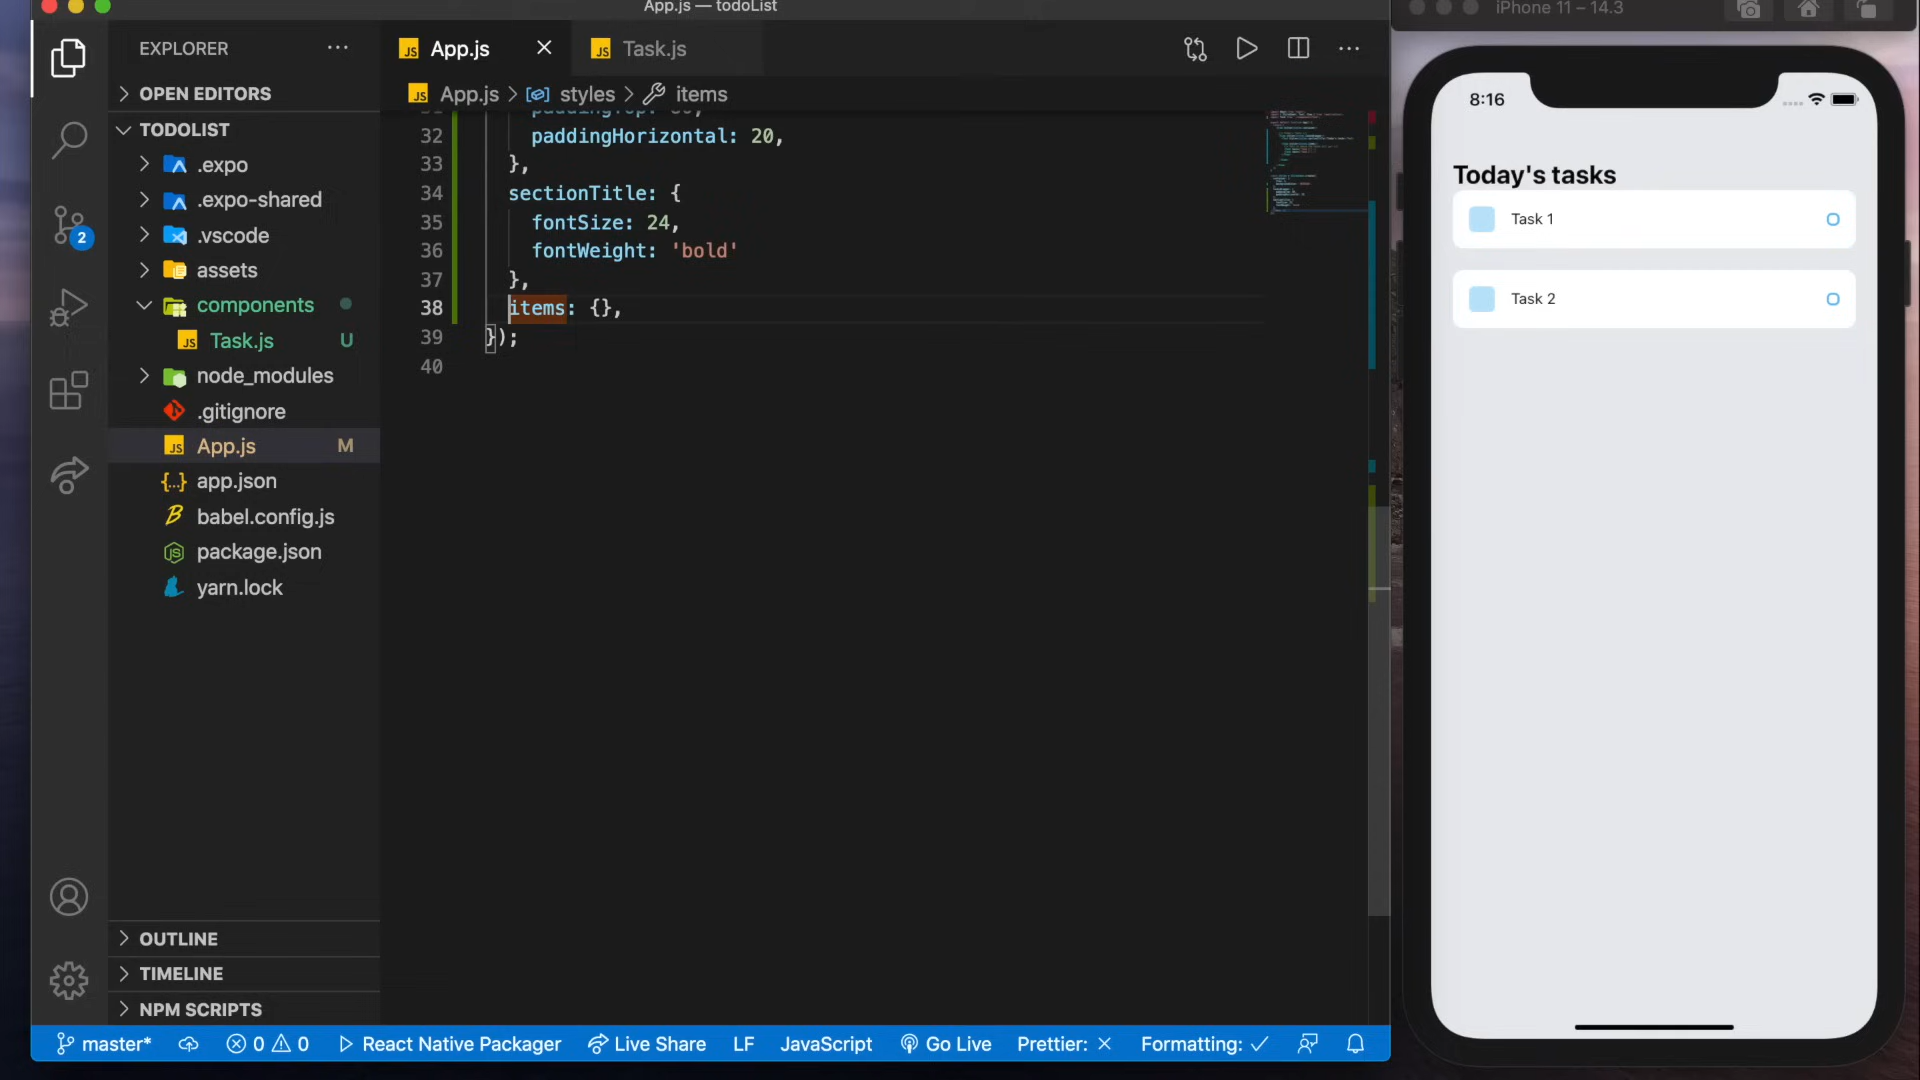 App.js — todoList
iPhone 11 – 14.3
EXPLORER
OPEN EDITORS
TODOLIST
.expo
.expo-shared
2
.vscode
assets
components
Task.js U
node_modules
.gitignore
App.js M
app.json
babel.config.js
package.json
yarn.lock
OUTLINE
TIMELINE
NPM SCRIPTS
App.js
Task.js
App.js > styles > items
32 paddingHorizontal: 20,
33 },
34 sectionTitle: {
35 fontSize: 24,
36 fontWeight: 'bold'
37 },
38 items: {},
39 });
40
master* 0 0 React Native Packager Live Share LF JavaScript Go Live Prettier: × Formatting: ✓
8:16
Today's tasks
Task 1
Task 2